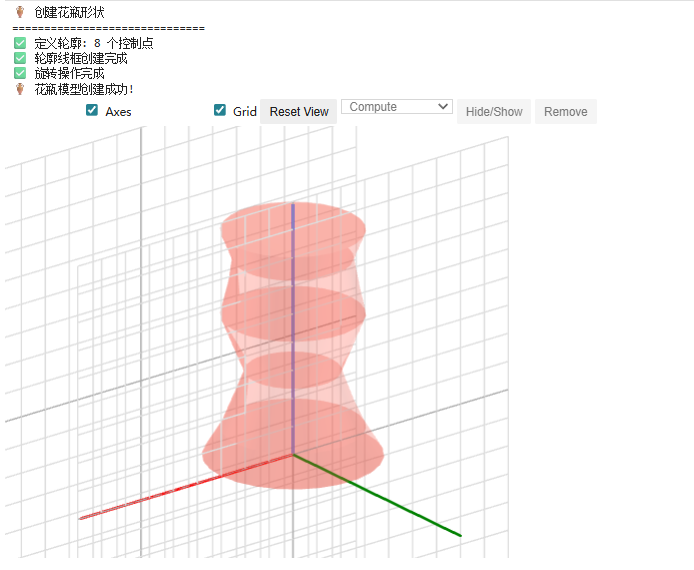 🏺 创建花瓶形状
==============================
✅ 定义轮廓: 8 个控制点
✅ 轮廓线框创建完成
✅ 旋转操作完成
🏺 花瓶模型创建成功!
Axes Grid Reset View Compute Hide/Show Remove